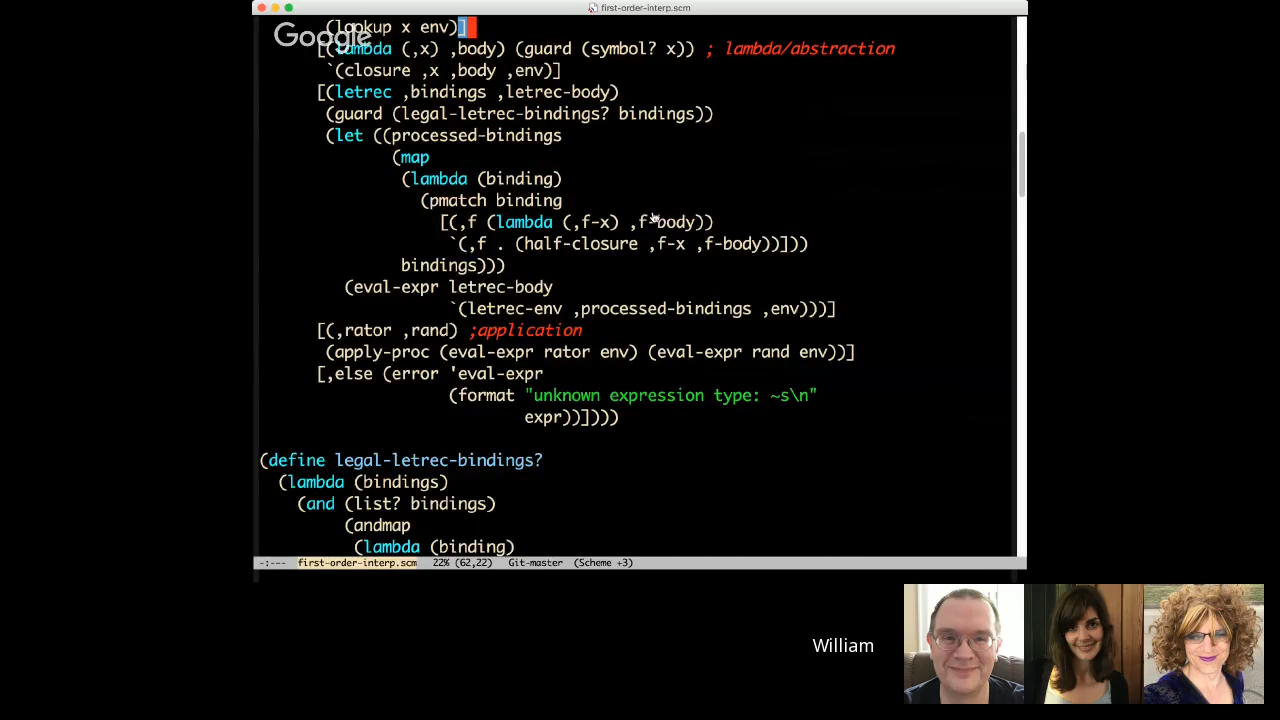 first-order-interp.scm
(lookup x env)]
Google
[(lambda (,x) ,body) (guard (symbol? x)) ; lambda/abstraction
`(closure ,x ,body ,env)]
[(letrec ,bindings ,letrec-body)
(guard (legal-letrec-bindings? bindings))
(let ((processed-bindings
(map
(lambda (binding)
(pmatch binding
[(,f (lambda (,f-x) ,f-body))
`(,f . (half-closure ,f-x ,f-body))]))
bindings)))
(eval-expr letrec-body
`(letrec-env ,processed-bindings ,env)))]
[(,rator ,rand) ;application
(apply-proc (eval-expr rator env) (eval-expr rand env))]
[,else (error 'eval-expr
(format "unknown expression type: ~s\n"
expr))])))
(define legal-letrec-bindings?
(lambda (bindings)
(and (list? bindings)
(andmap
(lambda (binding)
-:--- first-order-interp.scm 22% (62,22) Git-master (Scheme +3)
William